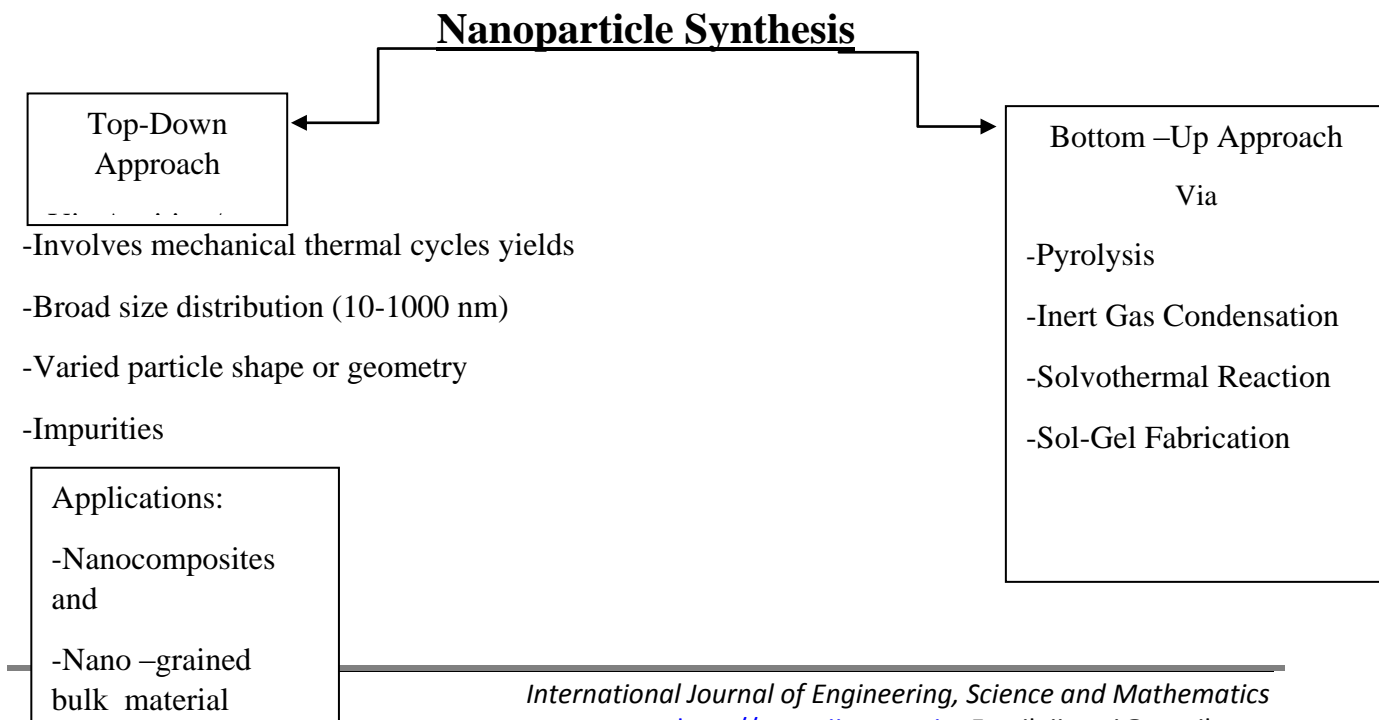 Nanoparticle Synthesis
Top-Down
Approach
-Involves mechanical thermal cycles yields
-Broad size distribution (10-1000 nm)
-Varied particle shape or geometry
-Impurities
Applications:
-Nanocomposites
and
-Nano –grained
bulk material
Bottom –Up Approach
Via
-Pyrolysis
-Inert Gas Condensation
-Solvothermal Reaction
-Sol-Gel Fabrication
International Journal of Engineering, Science and Mathematics